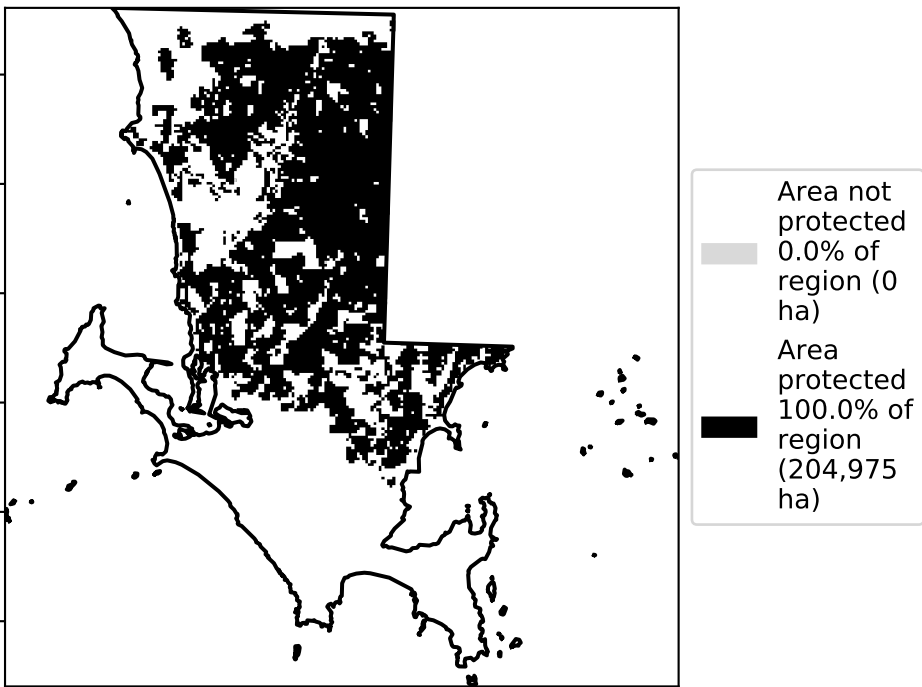 Area not
protected
0.0% of
region (0
ha)
Area
protected
100.0% of
region
(204,975
ha)